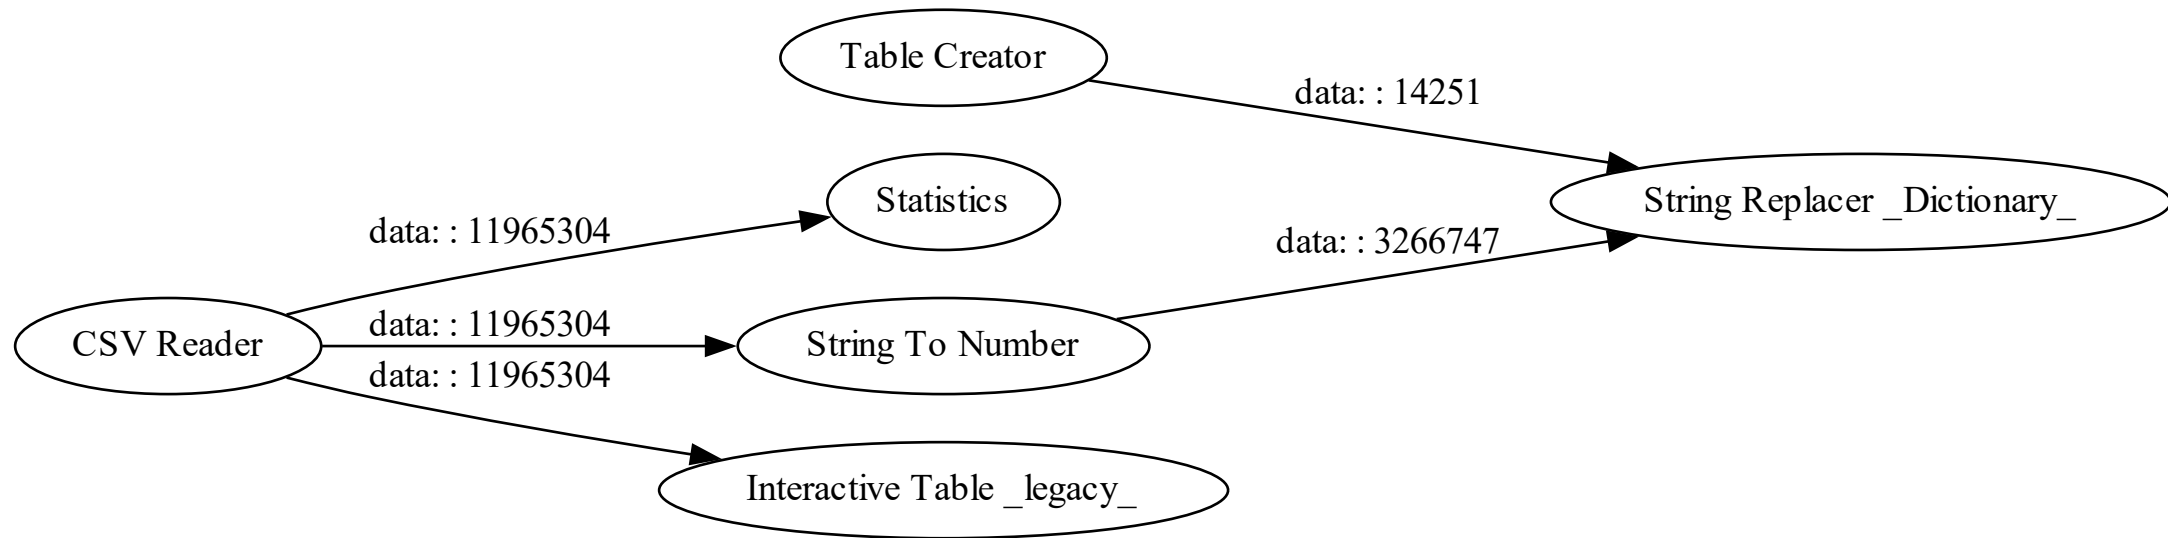 Table Creator
data: : 14251
Statistics
String Replacer _Dictionary_
data: : 11965304
data: : 3266747
data: : 11965304
CSV Reader
String To Number
data: : 11965304
Interactive Table _legacy_